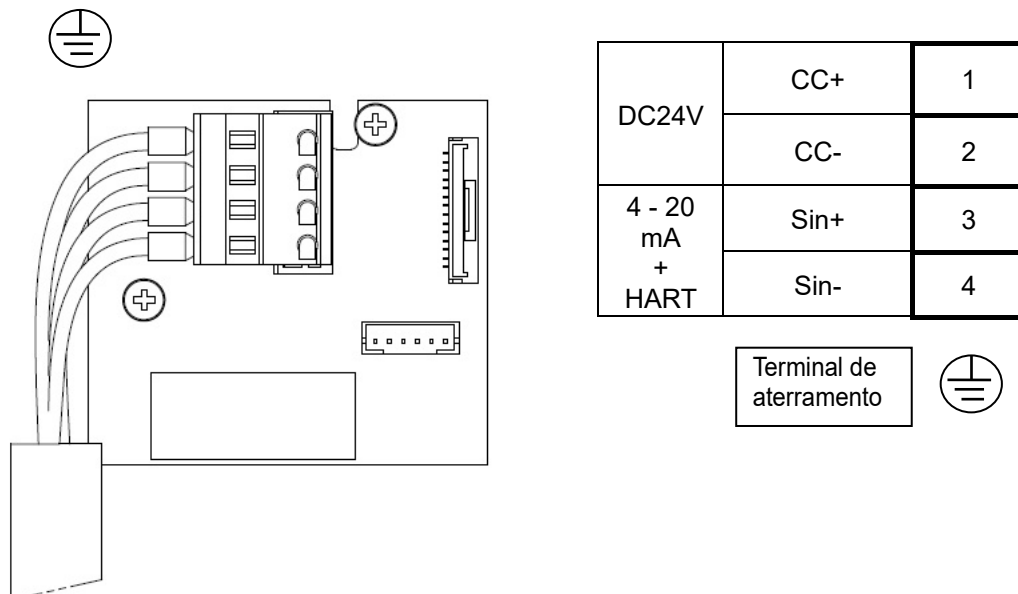 DC24V
CC+
1
CC-
2
4 - 20
mA
+
HART
Sin+
3
Sin-
4
Terminal de
aterramento